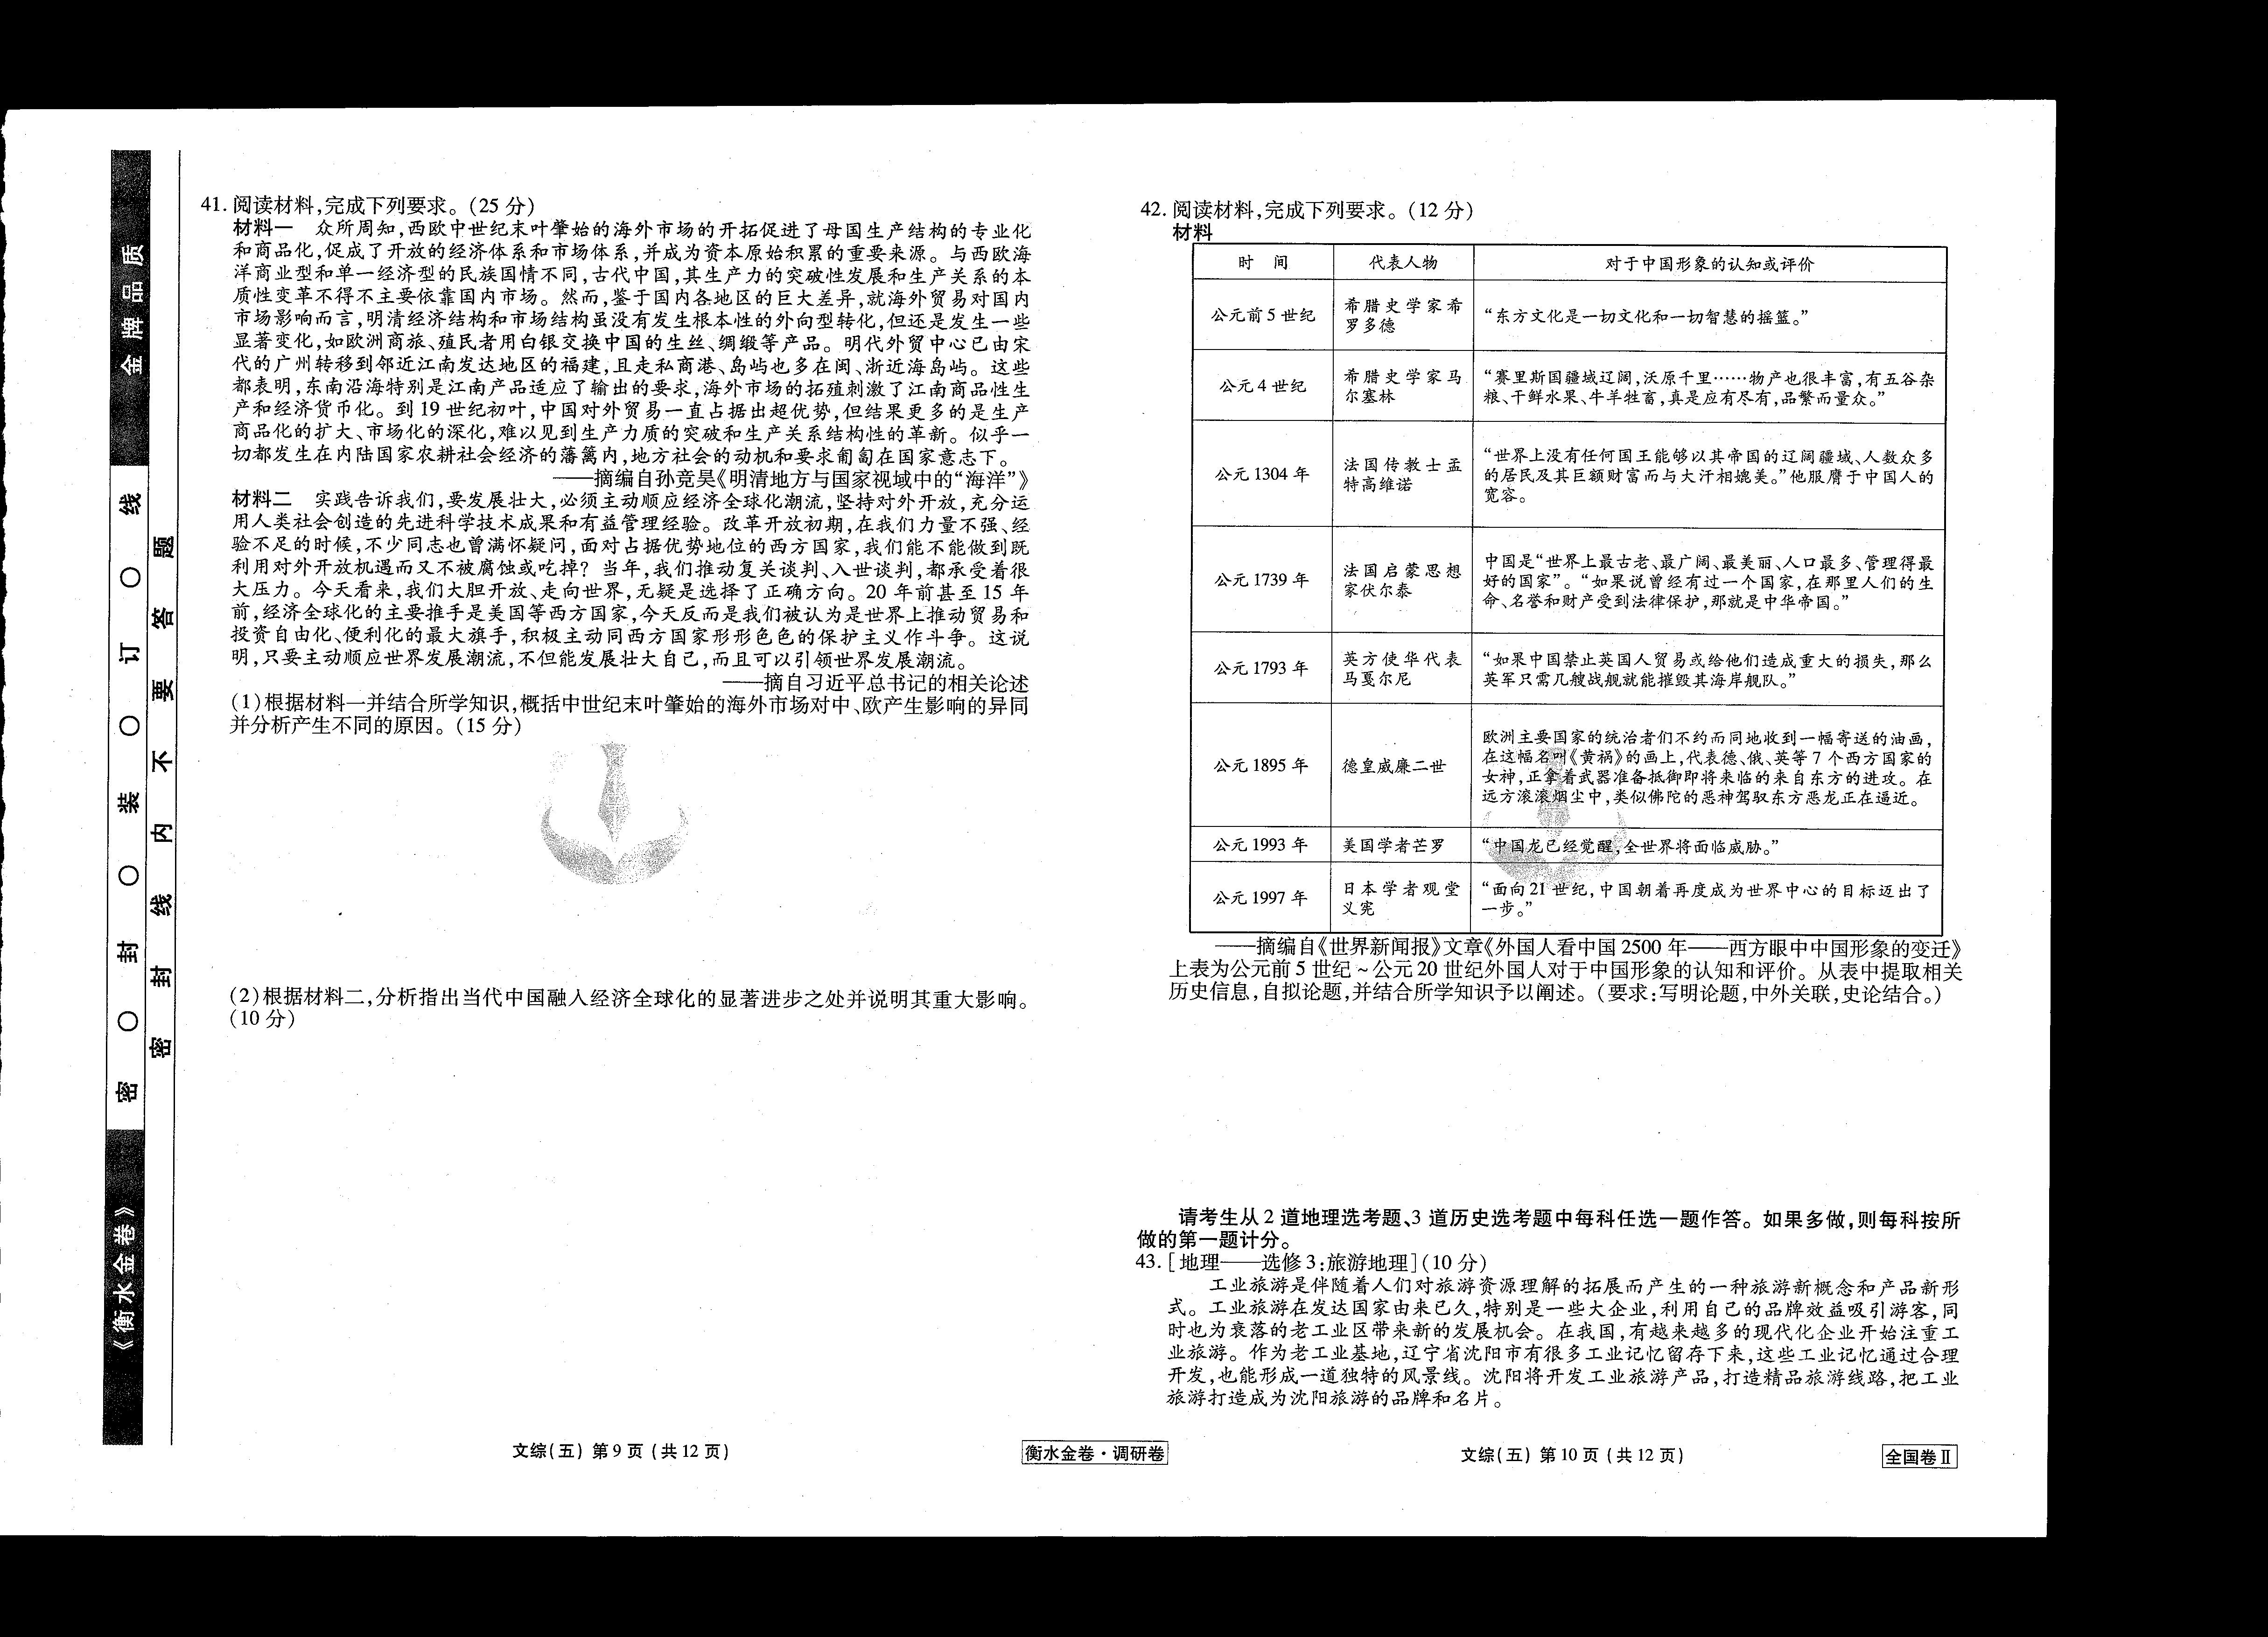 金牌品质
密 ○ 封 ○ 装 ○ 订 ○ 线
密 封 线 内 不 要 答 题
《衡水金卷》
41. 阅读材料,完成下列要求。(25 分)
材料一 众所周知,西欧中世纪末叶肇始的海外市场的开拓促进了母国生产结构的专业化
和商品化,促成了开放的经济体系和市场体系,并成为资本原始积累的重要来源。与西欧海
洋商业型和单一经济型的民族国情不同,古代中国,其生产力的突破性发展和生产关系的本
质性变革不得不主要依靠国内市场。然而,鉴于国内各地区的巨大差异,就海外贸易对国内
市场影响而言,明清经济结构和市场结构虽没有发生根本性的外向型转化,但还是发生一些
显著变化,如欧洲商旅、殖民者用白银交换中国的生丝、绸缎等产品。明代外贸中心已由宋
代的广州转移到邻近江南发达地区的福建,且走私商港、岛屿也多在闽、浙近海岛屿。这些
都表明,东南沿海特别是江南产品适应了输出的要求,海外市场的拓殖刺激了江南商品性生
产和经济货币化。到 19 世纪初叶,中国对外贸易一直占据出超优势,但结果更多的是生产
商品化的扩大、市场化的深化,难以见到生产力质的突破和生产关系结构性的革新。似乎一
切都发生在内陆国家农耕社会经济的藩篱内,地方社会的动机和要求匍匐在国家意志下。
——摘编自孙竞昊《明清地方与国家视域中的“海洋”》
材料二 实践告诉我们,要发展壮大,必须主动顺应经济全球化潮流,坚持对外开放,充分运
用人类社会创造的先进科学技术成果和有益管理经验。改革开放初期,在我们力量不强、经
验不足的时候,不少同志也曾满怀疑问,面对占据优势地位的西方国家,我们能不能做到既
利用对外开放机遇而又不被腐蚀或吃掉？当年,我们推动复关谈判、入世谈判,都承受着很
大压力。今天看来,我们大胆开放、走向世界,无疑是选择了正确方向。20 年前甚至 15 年
前,经济全球化的主要推手是美国等西方国家,今天反而是我们被认为是世界上推动贸易和
投资自由化、便利化的最大旗手,积极主动同西方国家形形色色的保护主义作斗争。这说
明,只要主动顺应世界发展潮流,不但能发展壮大自己,而且可以引领世界发展潮流。
——摘自习近平总书记的相关论述
(1)根据材料一并结合所学知识,概括中世纪末叶肇始的海外市场对中、欧产生影响的异同
并分析产生不同的原因。(15 分)
(2)根据材料二,分析指出当代中国融入经济全球化的显著进步之处并说明其重大影响。
(10 分)
文综(五) 第 9 页 (共 12 页)
衡水金卷·调研卷
42. 阅读材料,完成下列要求。(12 分)
材料
时 间 代表人物 对于中国形象的认知或评价
公元前 5 世纪 希腊史学家希
罗多德 “东方文化是一切文化和一切智慧的摇篮。”
公元 4 世纪 希腊史学家马
尔塞林 “赛里斯国疆域辽阔,沃原千里……物产也很丰富,有五谷杂
粮、干鲜水果、牛羊牲畜,真是应有尽有,品繁而量众。”
公元 1304 年 法国传教士孟
特高维诺 “世界上没有任何国王能够以其帝国的辽阔疆域、人数众多
的居民及其巨额财富而与大汗相媲美。”他服膺于中国人的
宽容。
公元 1739 年 法国启蒙思想
家伏尔泰 中国是“世界上最古老、最广阔、最美丽、人口最多、管理得最
好的国家”。“如果说曾经有过一个国家,在那里人们的生
命、名誉和财产受到法律保护,那就是中华帝国。”
公元 1793 年 英方使华代表
马戛尔尼 “如果中国禁止英国人贸易或给他们造成重大的损失,那么
英军只需几艘战舰就能摧毁其海岸舰队。”
公元 1895 年 德皇威廉二世 欧洲主要国家的统治者们不约而同地收到一幅寄送的油画,
在这幅名叫《黄祸》的画上,代表德、俄、英等 7 个西方国家的
女神,正拿着武器准备抵御即将来临的来自东方的进攻。在
远方滚滚烟尘中,类似佛陀的恶神驾驭东方恶龙正在逼近。
公元 1993 年 美国学者芒罗 “中国龙已经觉醒,全世界将面临威胁。”
公元 1997 年 日本学者观堂
义宪 “面向 21 世纪,中国朝着再度成为世界中心的目标迈出了
一步。”
——摘编自《世界新闻报》文章《外国人看中国 2500 年——西方眼中中国形象的变迁》
上表为公元前 5 世纪~公元 20 世纪外国人对于中国形象的认知和评价。从表中提取相关
历史信息,自拟论题,并结合所学知识予以阐述。(要求:写明论题,中外关联,史论结合。)
请考生从 2 道地理选考题、3 道历史选考题中每科任选一题作答。如果多做,则每科按所
做的第一题计分。
43. [地理——选修 3:旅游地理](10 分)
工业旅游是伴随着人们对旅游资源理解的拓展而产生的一种旅游新概念和产品新形
式。工业旅游在发达国家由来已久,特别是一些大企业,利用自己的品牌效益吸引游客,同
时也为衰落的老工业区带来新的发展机会。在我国,有越来越多的现代化企业开始注重工
业旅游。作为老工业基地,辽宁省沈阳市有很多工业记忆留存下来,这些工业记忆通过合理
开发,也能形成一道独特的风景线。沈阳将开发工业旅游产品,打造精品旅游线路,把工业
旅游打造成为沈阳旅游的品牌和名片。
文综(五) 第 10 页 (共 12 页)
全国卷Ⅱ